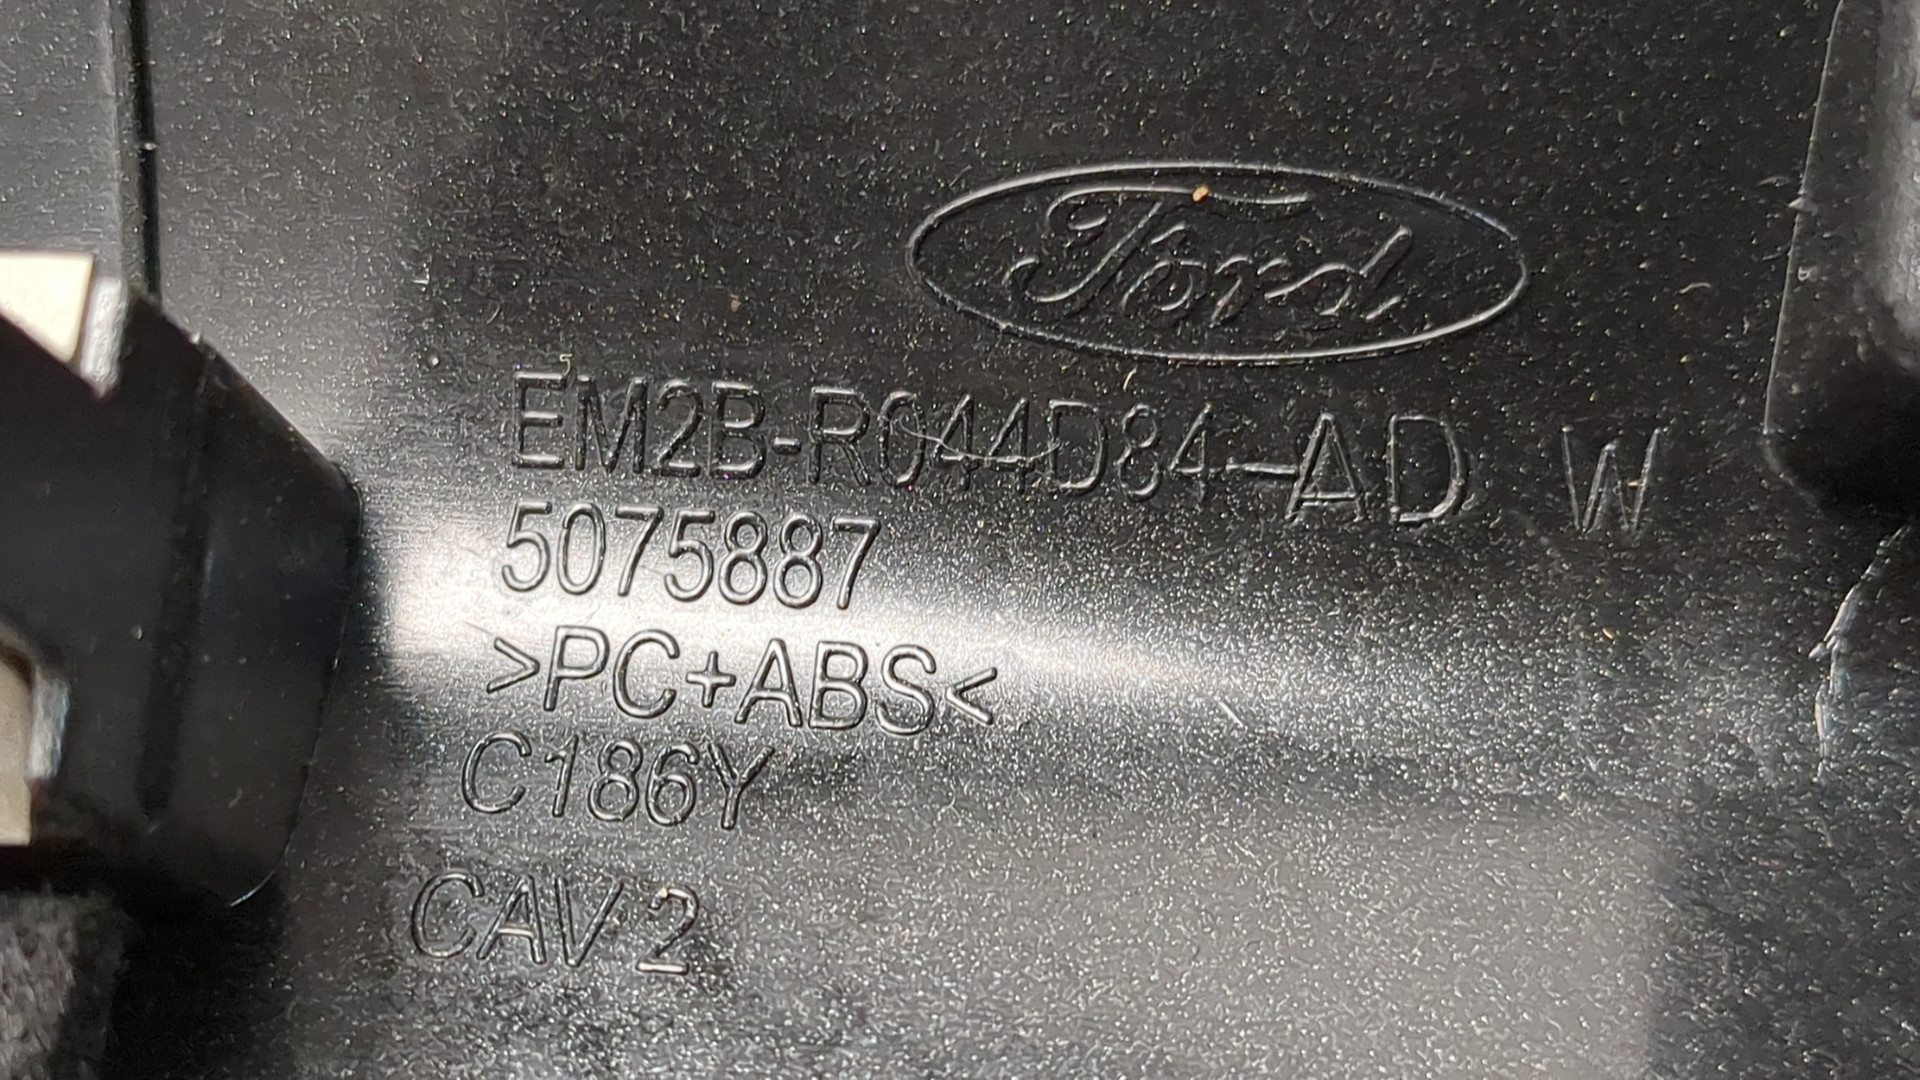 Ford
EM2B-R044D84-AD W
5075887
>PC+ABS<
C186Y
CAV 2